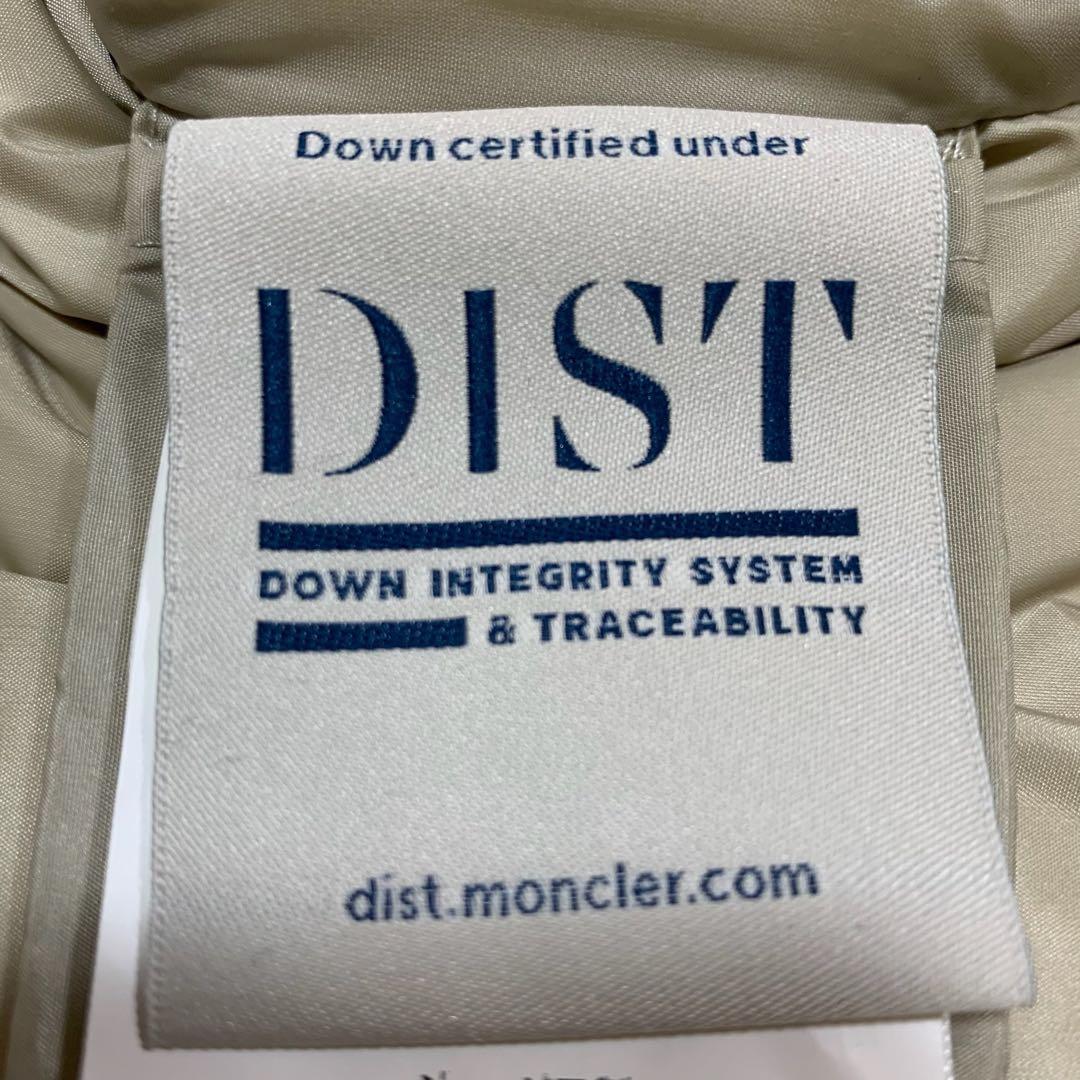 Down certified under
DIST
DOWN INTEGRITY SYSTEM
& TRACEABILITY
dist.moncler.com